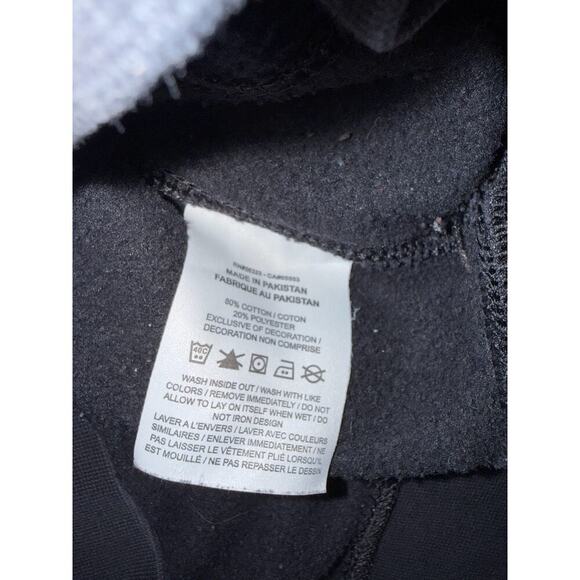 MADE IN PAKISTAN
FABRIQUE AU PAKISTAN
80% COTTON / COTON
20% POLYESTER
EXCLUSIVE OF DECORATION /
DECORATION NON COMPRISE
40C
WASH INSIDE OUT / WASH WITH LIKE
COLORS / REMOVE IMMEDIATELY / DO NOT
ALLOW TO LAY ON ITSELF WHEN WET / DO
NOT IRON DESIGN
LAVER A L'ENVERS / LAVER AVEC COULEURS
SIMILAIRES / ENLEVER IMMEDIATEMENT / NE
PAS LAISSER LE VÉTEMENT PLIÉ LORSQU'IL
EST MOUILLÉ / NE PAS REPASSER LE DESSIN